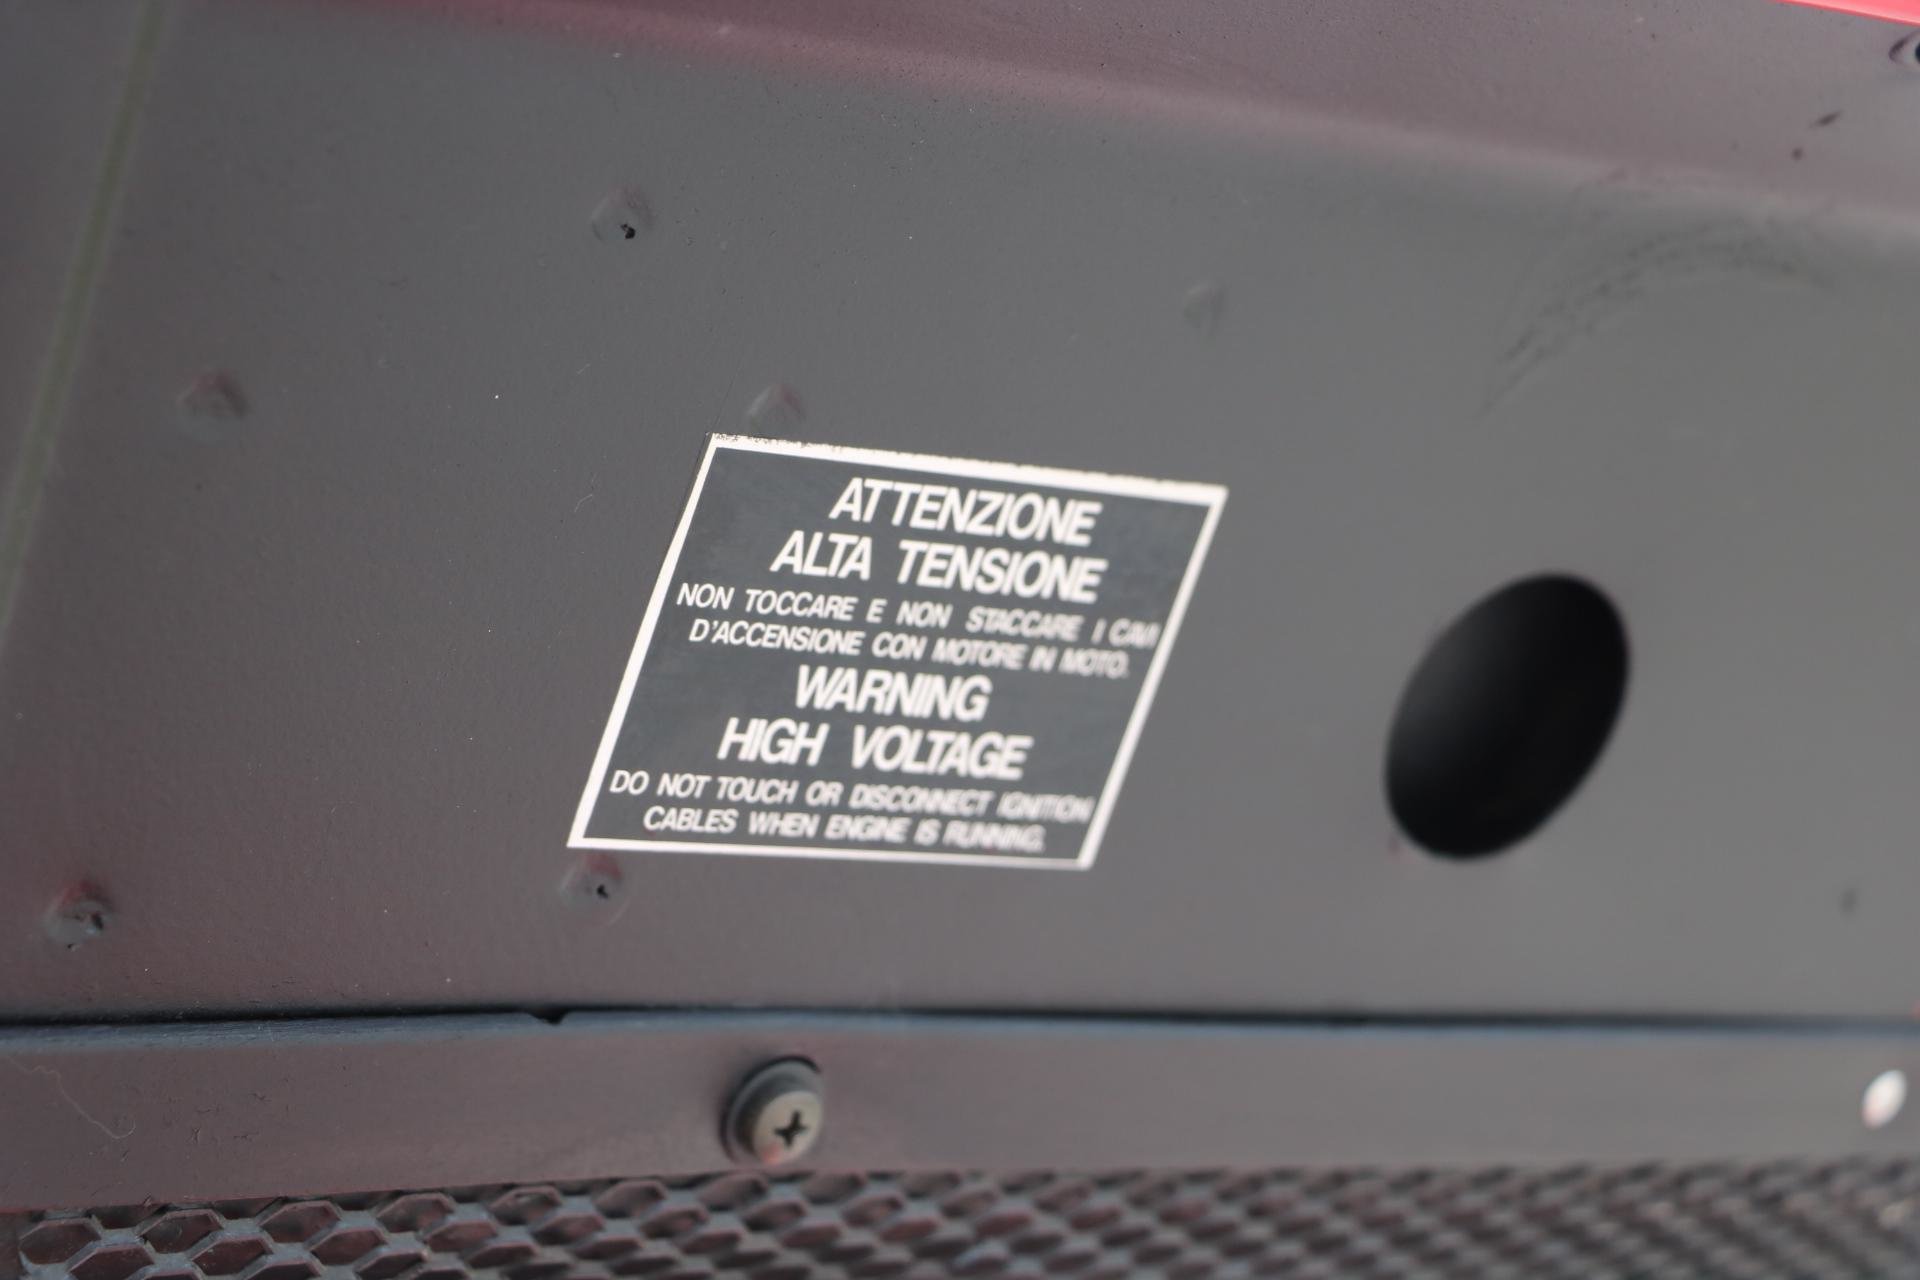 ATTENZIONE
ALTA TENSIONE
NON TOCCARE E NON STACCARE I CAVI
D'ACCENSIONE CON MOTORE IN MOTO.
WARNING
HIGH VOLTAGE
DO NOT TOUCH OR DISCONNECT IGNITION
CABLES WHEN ENGINE IS RUNNING.